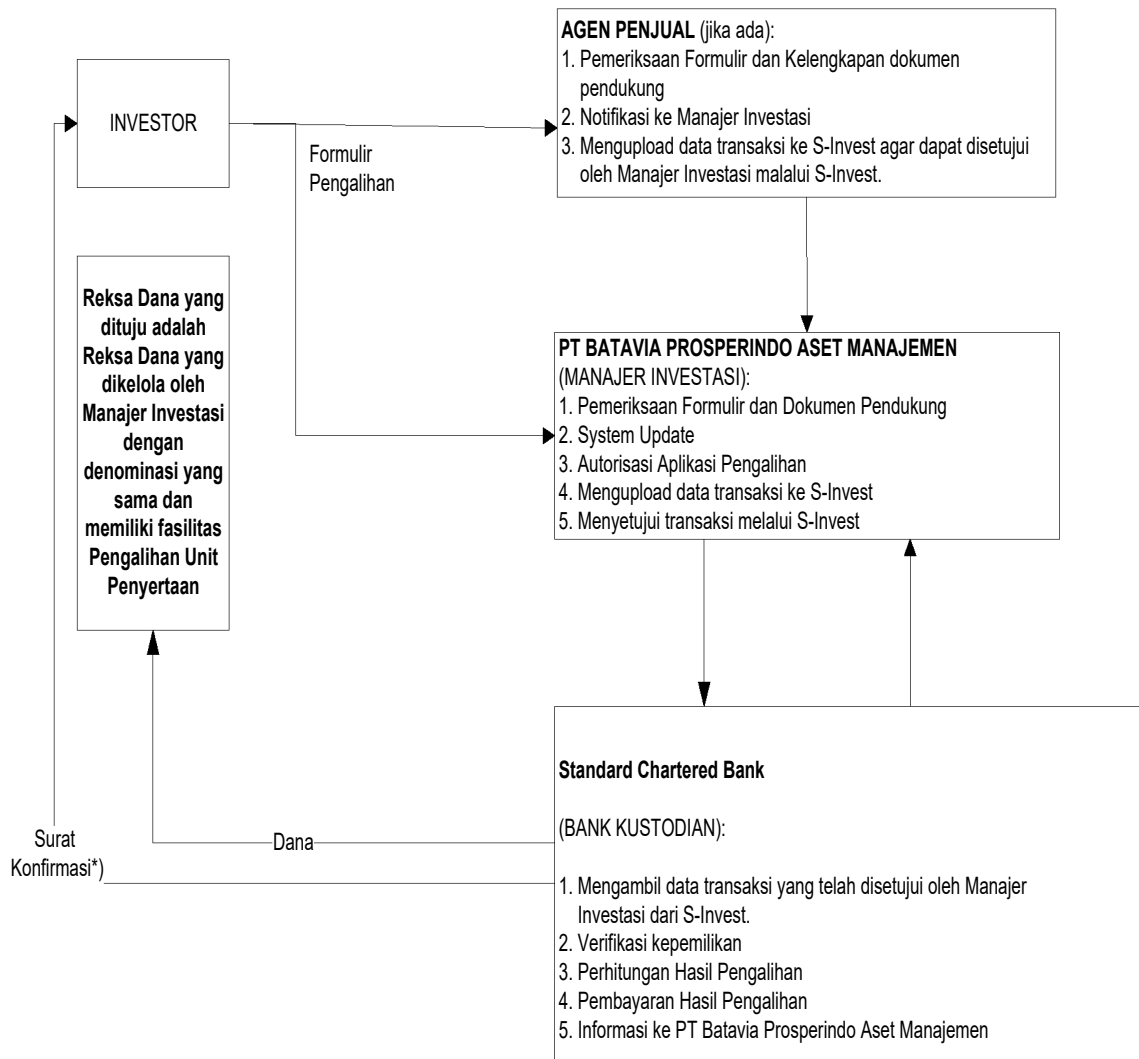 AGEN PENJUAL (jika ada):
1. Pemeriksaan Formulir dan Kelengkapan dokumen
pendukung
2. Notifikasi ke Manajer Investasi
3. Mengupload data transaksi ke S-Invest agar dapat disetujui
oleh Manajer Investasi malalui S-Invest.
INVESTOR
Formulir
Pengalihan
Reksa Dana yang
dituju adalah
Reksa Dana yang
dikelola oleh
Manajer Investasi
dengan
denominasi yang
sama dan
memiliki fasilitas
Pengalihan Unit
Penyertaan
PT BATAVIA PROSPERINDO ASET MANAJEMEN
(MANAJER INVESTASI):
1. Pemeriksaan Formulir dan Dokumen Pendukung
2. System Update
3. Autorisasi Aplikasi Pengalihan
4. Mengupload data transaksi ke S-Invest
5. Menyetujui transaksi melalui S-Invest
Standard Chartered Bank
(BANK KUSTODIAN):
1. Mengambil data transaksi yang telah disetujui oleh Manajer
Investasi dari S-Invest.
2. Verifikasi kepemilikan
3. Perhitungan Hasil Pengalihan
4. Pembayaran Hasil Pengalihan
5. Informasi ke PT Batavia Prosperindo Aset Manajemen
Dana
Surat
Konfirmasi*)